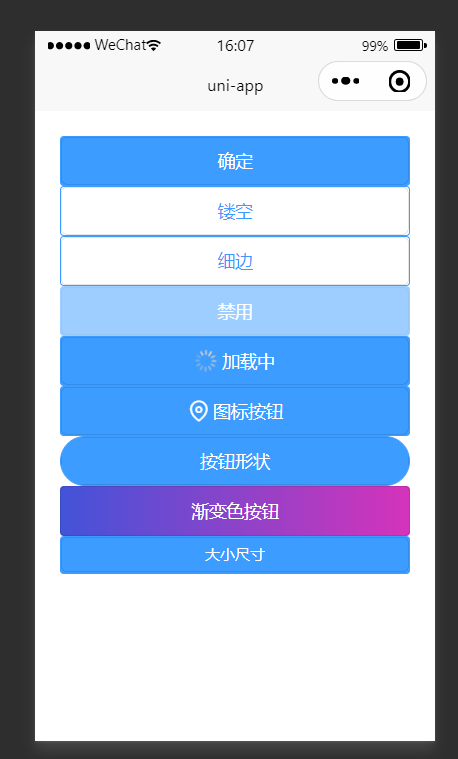 WeChat 16:07 99%
uni-app
确定
镂空
细边
禁用
加载中
图标按钮
按钮形状
渐变色按钮
大小尺寸